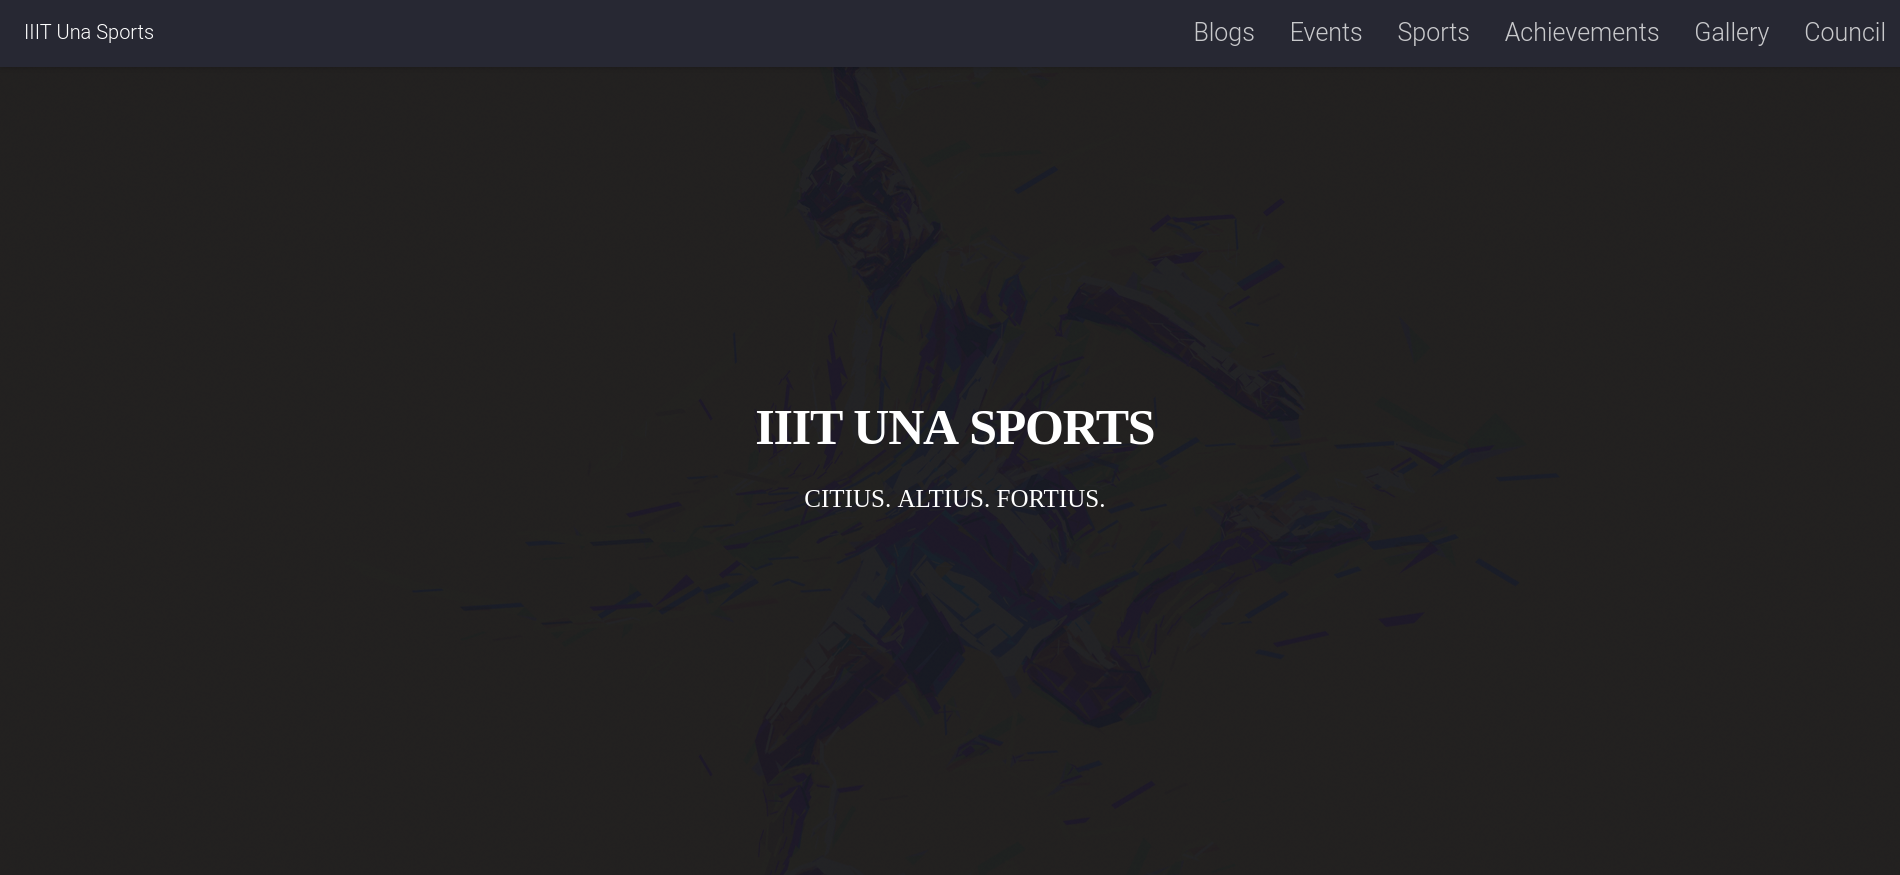 IIIT Una Sports
Blogs Events Sports Achievements Gallery Council
IIIT UNA SPORTS
CITIUS. ALTIUS. FORTIUS.